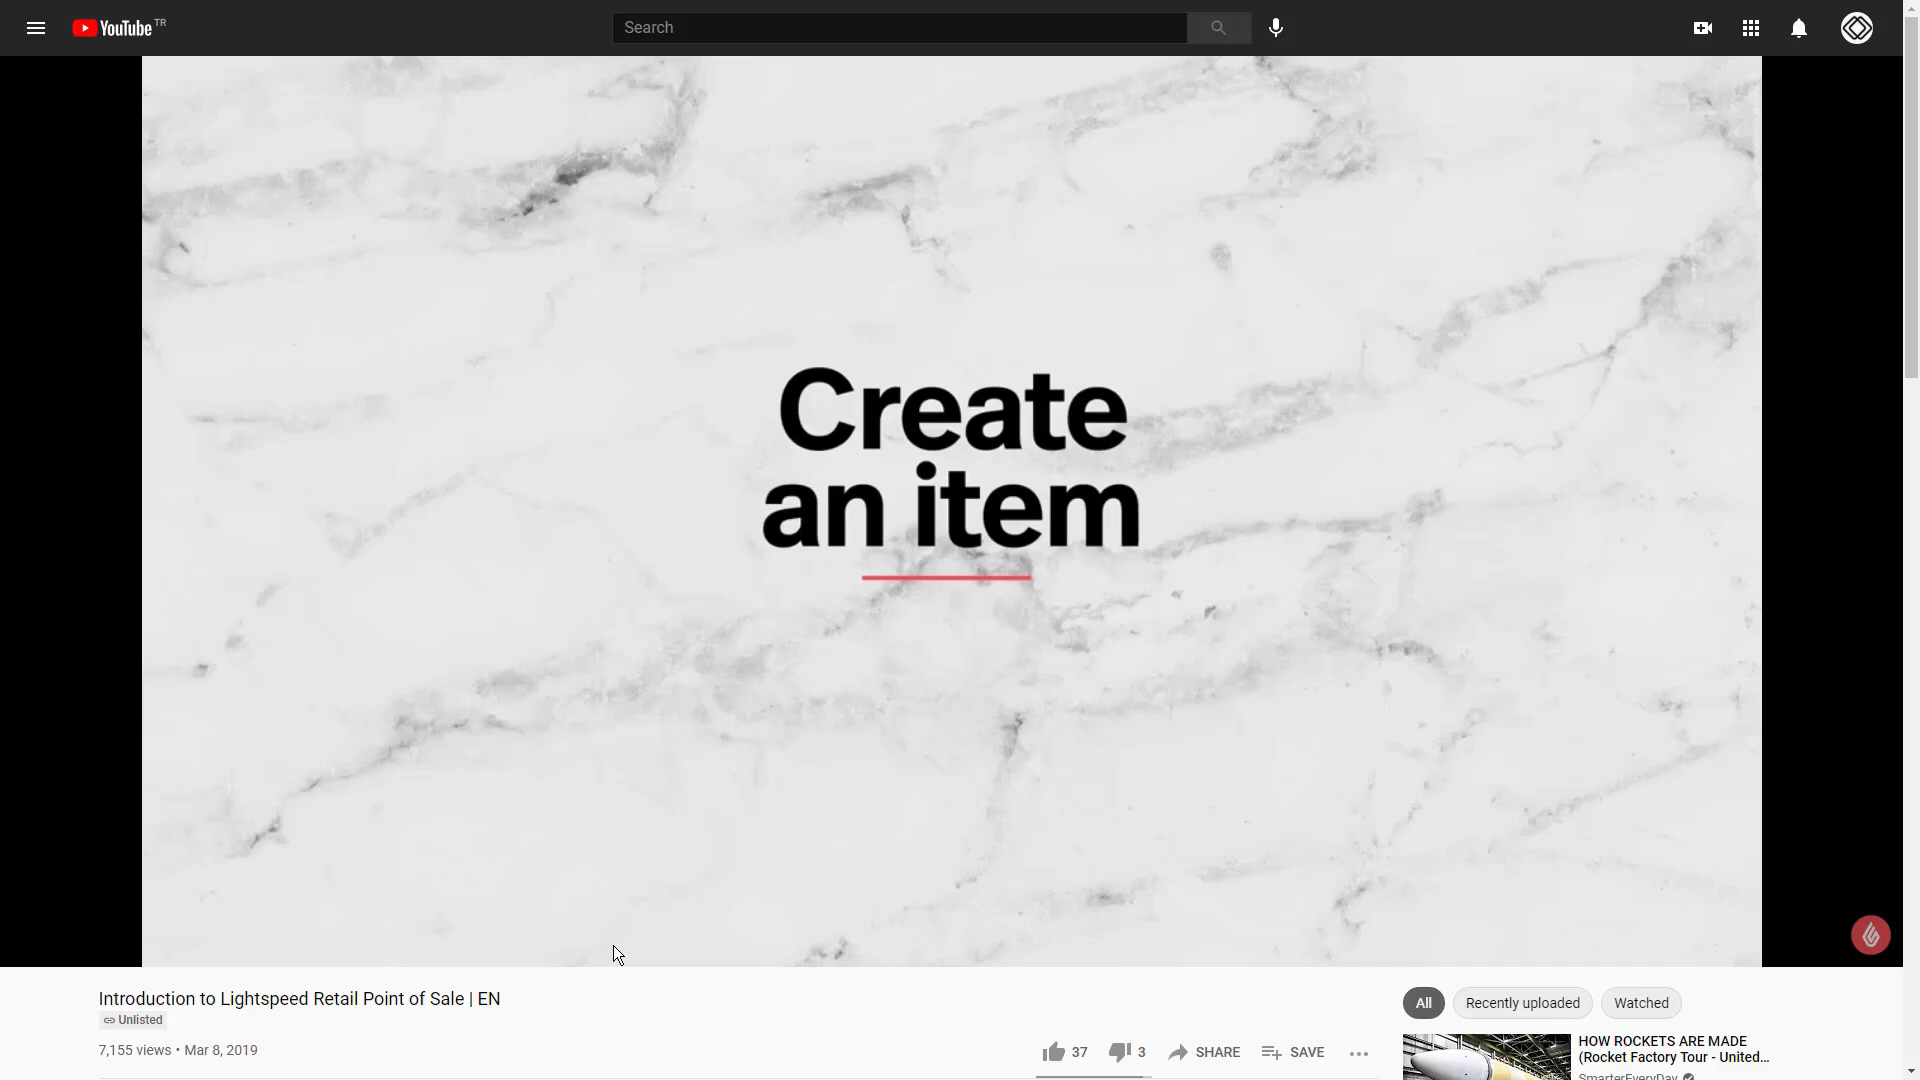 YouTube TR
Search
Create
an item
Introduction to Lightspeed Retail Point of Sale | EN
Unlisted
7,155 views • Mar 8, 2019
37
3
SHARE
SAVE
All
Recently uploaded
Watched
HOW ROCKETS ARE MADE
(Rocket Factory Tour - United...
SmarterEveryDay